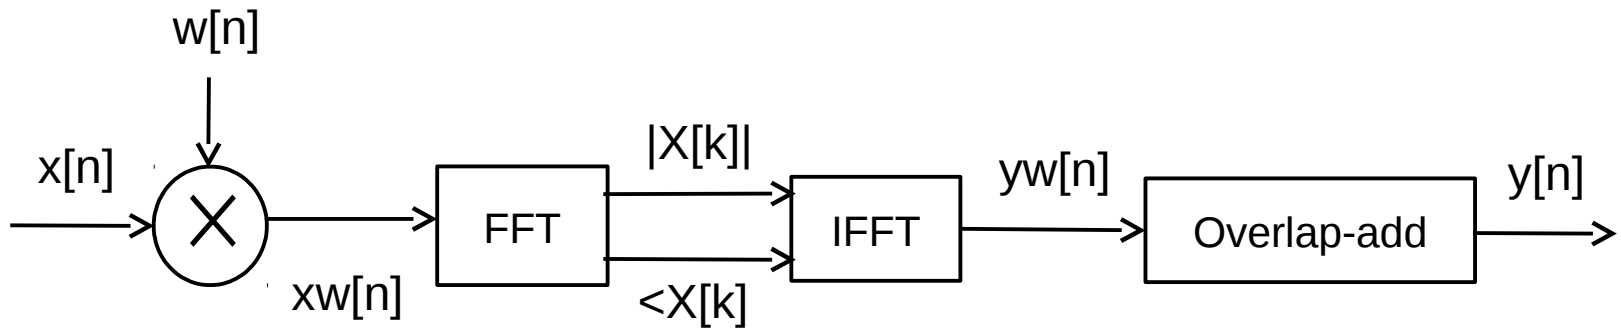 w[n]
x[n]
xw[n]
FFT
|X[k]|
<X[k]
IFFT
yw[n]
Overlap-add
y[n]